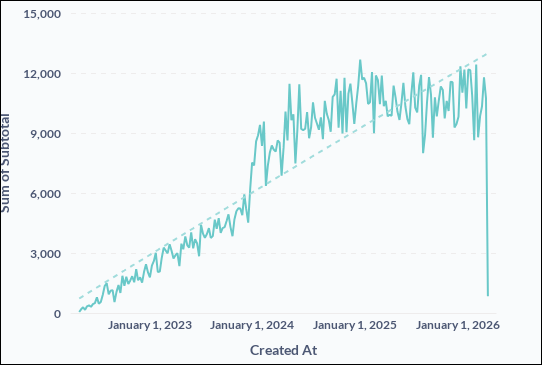 15,000
12,000
9,000
6,000
3,000
0
Sum of Subtotal
January 1, 2023
January 1, 2024
January 1, 2025
January 1, 2026
Created At